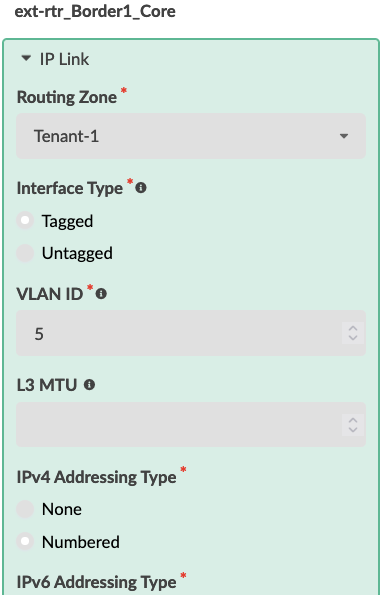 ext-rtr_Border1_Core
IP Link
Routing Zone *
Tenant-1
Interface Type *
Tagged
Untagged
VLAN ID *
5
L3 MTU
IPv4 Addressing Type *
None
Numbered
IPv6 Addressing Type *